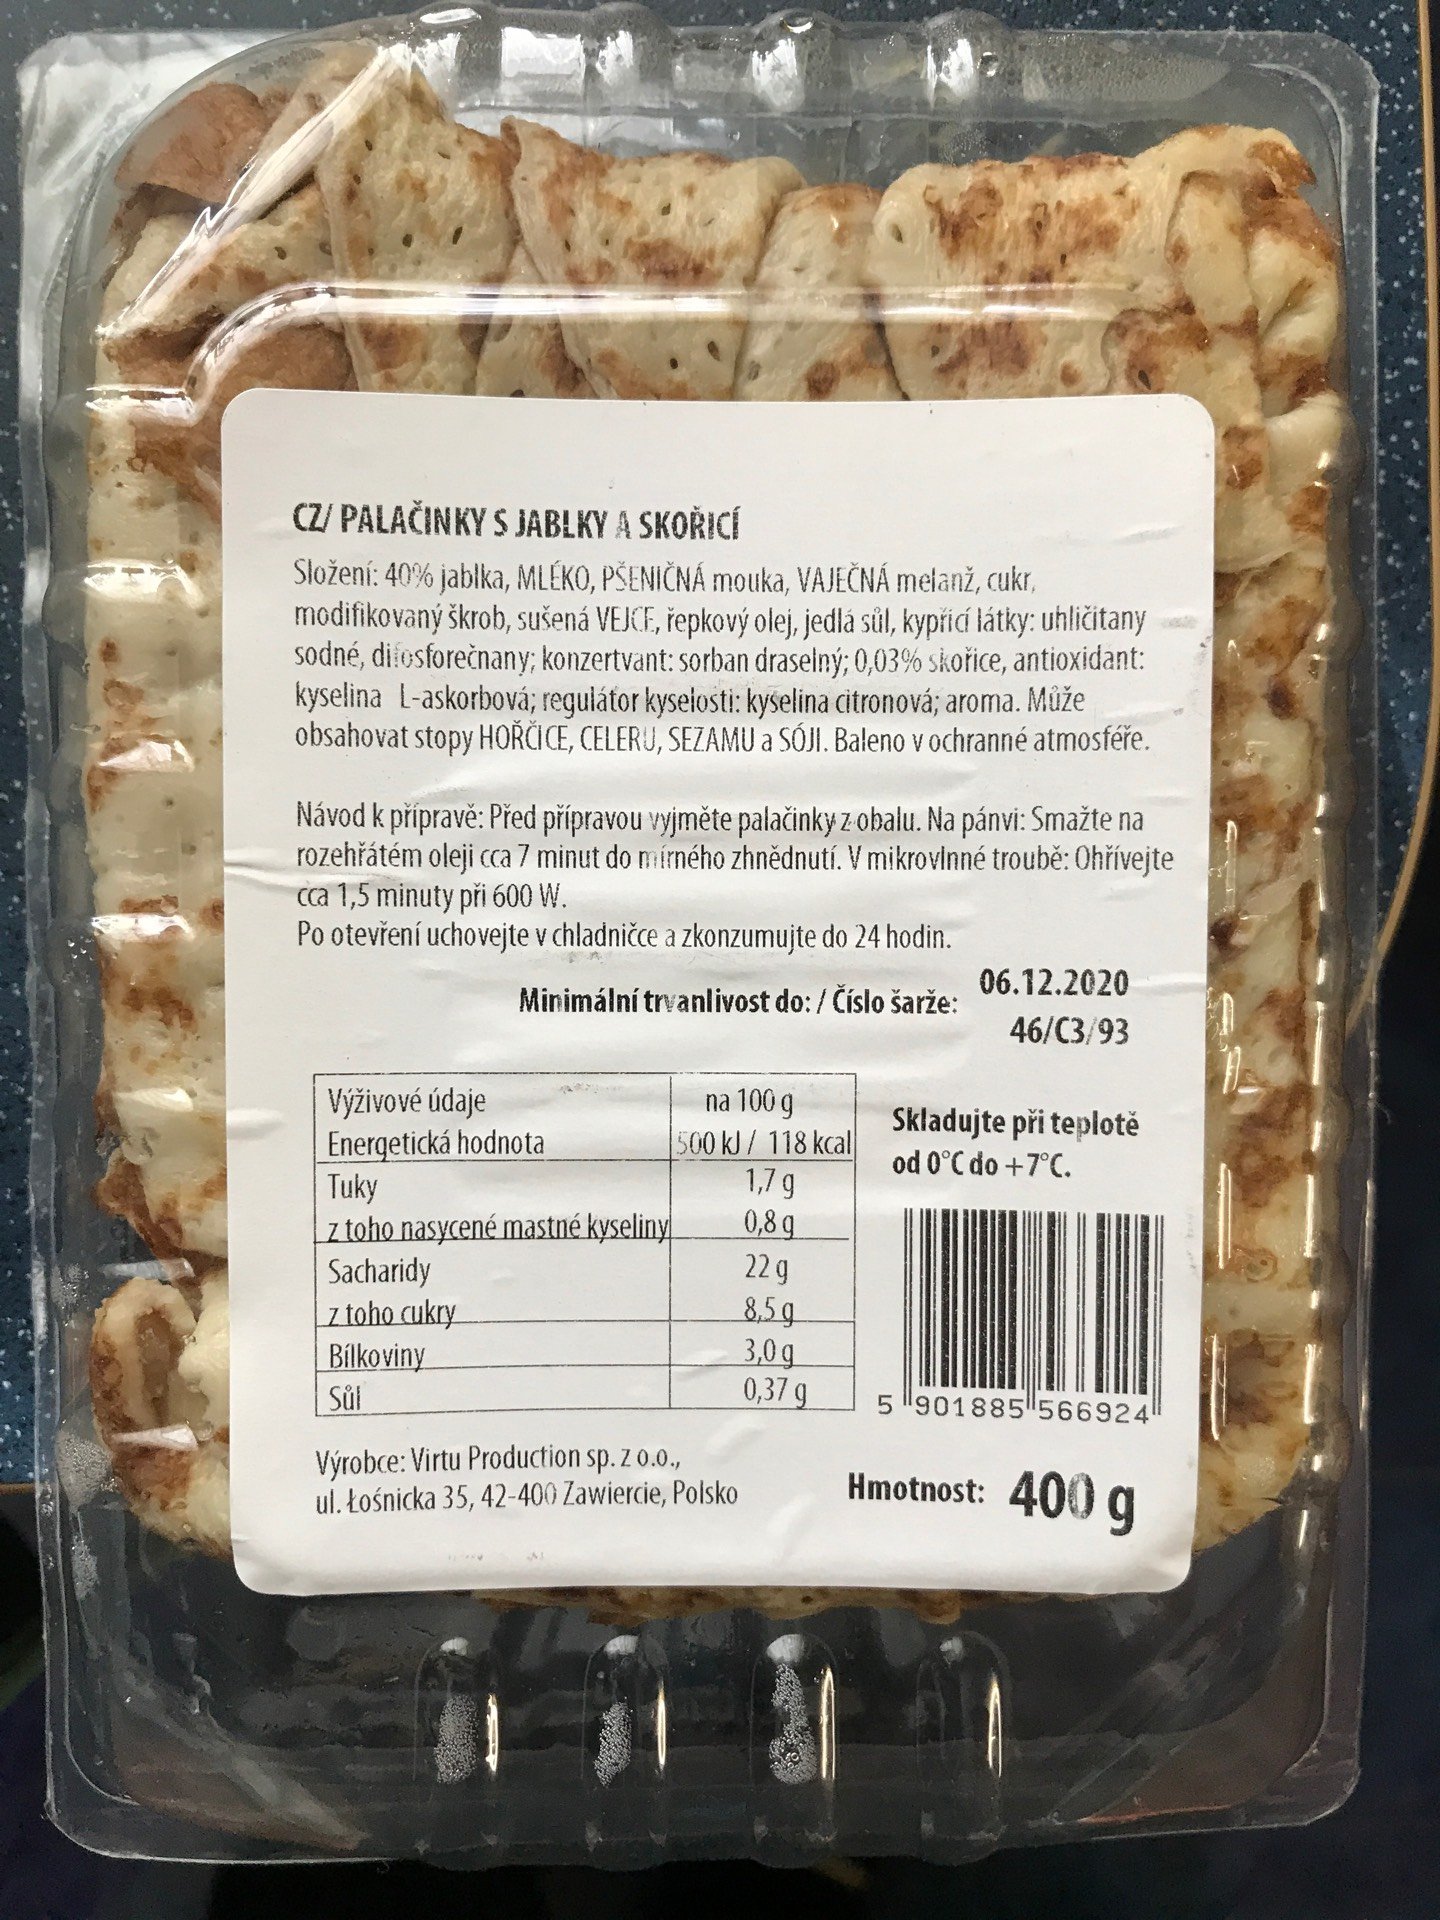 CZ/ PALAČINKY S JABLKY A SKOŘICÍ
Složení: 40% jablka, MLÉKO, PŠENIČNÁ mouka, VAJEČNÁ melanž, cukr,
modifikovaný škrob, sušená VEJCE, řepkový olej, jedlá sůl, kypřicí látky: uhličitany
sodné, difosforečnany; konzertvant: sorban draselný; 0,03% skořice, antioxidant:
kyselina L-askorbová; regulátor kyselosti: kyselina citronová; aroma. Může
obsahovat stopy HOŘČICE, CELERU, SEZAMU a SÓJI. Baleno v ochranné atmosféře.
Návod k přípravě: Před přípravou vyjměte palačinky z obalu. Na pánvi: Smažte na
rozehřátém oleji cca 7 minut do mírného zhnědnutí. V mikrovlnné troubě: Ohřívejte
cca 1,5 minuty při 600 W.
Po otevření uchovejte v chladničce a zkonzumujte do 24 hodin.
Minimální trvanlivost do: / Číslo šarže:
06.12.2020
46/C3/93
Výživové údaje na 100 g
Energetická hodnota 500 kJ / 118 kcal
Tuky 1,7 g
z toho nasycené mastné kyseliny 0,8 g
Sacharidy 22 g
z toho cukry 8,5 g
Bílkoviny 3,0 g
Sůl 0,37 g
Skladujte při teplotě
od 0°C do +7°C.
5 901885 566924
Výrobce: Virtu Production sp. z o.o.,
ul. Łośnicka 35, 42-400 Zawiercie, Polsko
Hmotnost: 400 g